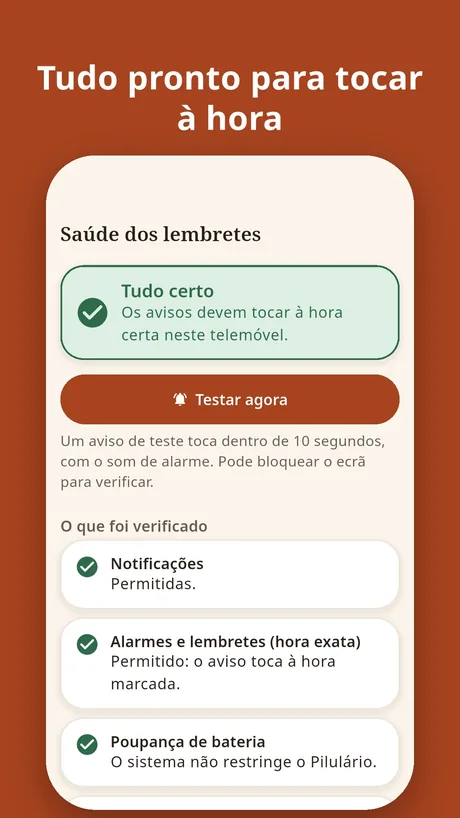 Tudo pronto para tocar
à hora
Saúde dos lembretes
Tudo certo
Os avisos devem tocar à hora
certa neste telemóvel.
Testar agora
Um aviso de teste toca dentro de 10 segundos,
com o som de alarme. Pode bloquear o ecrã
para verificar.
O que foi verificado
Notificações
Permitidas.
Alarmes e lembretes (hora exata)
Permitido: o aviso toca à hora
marcada.
Poupança de bateria
O sistema não restringe o Pilulário.